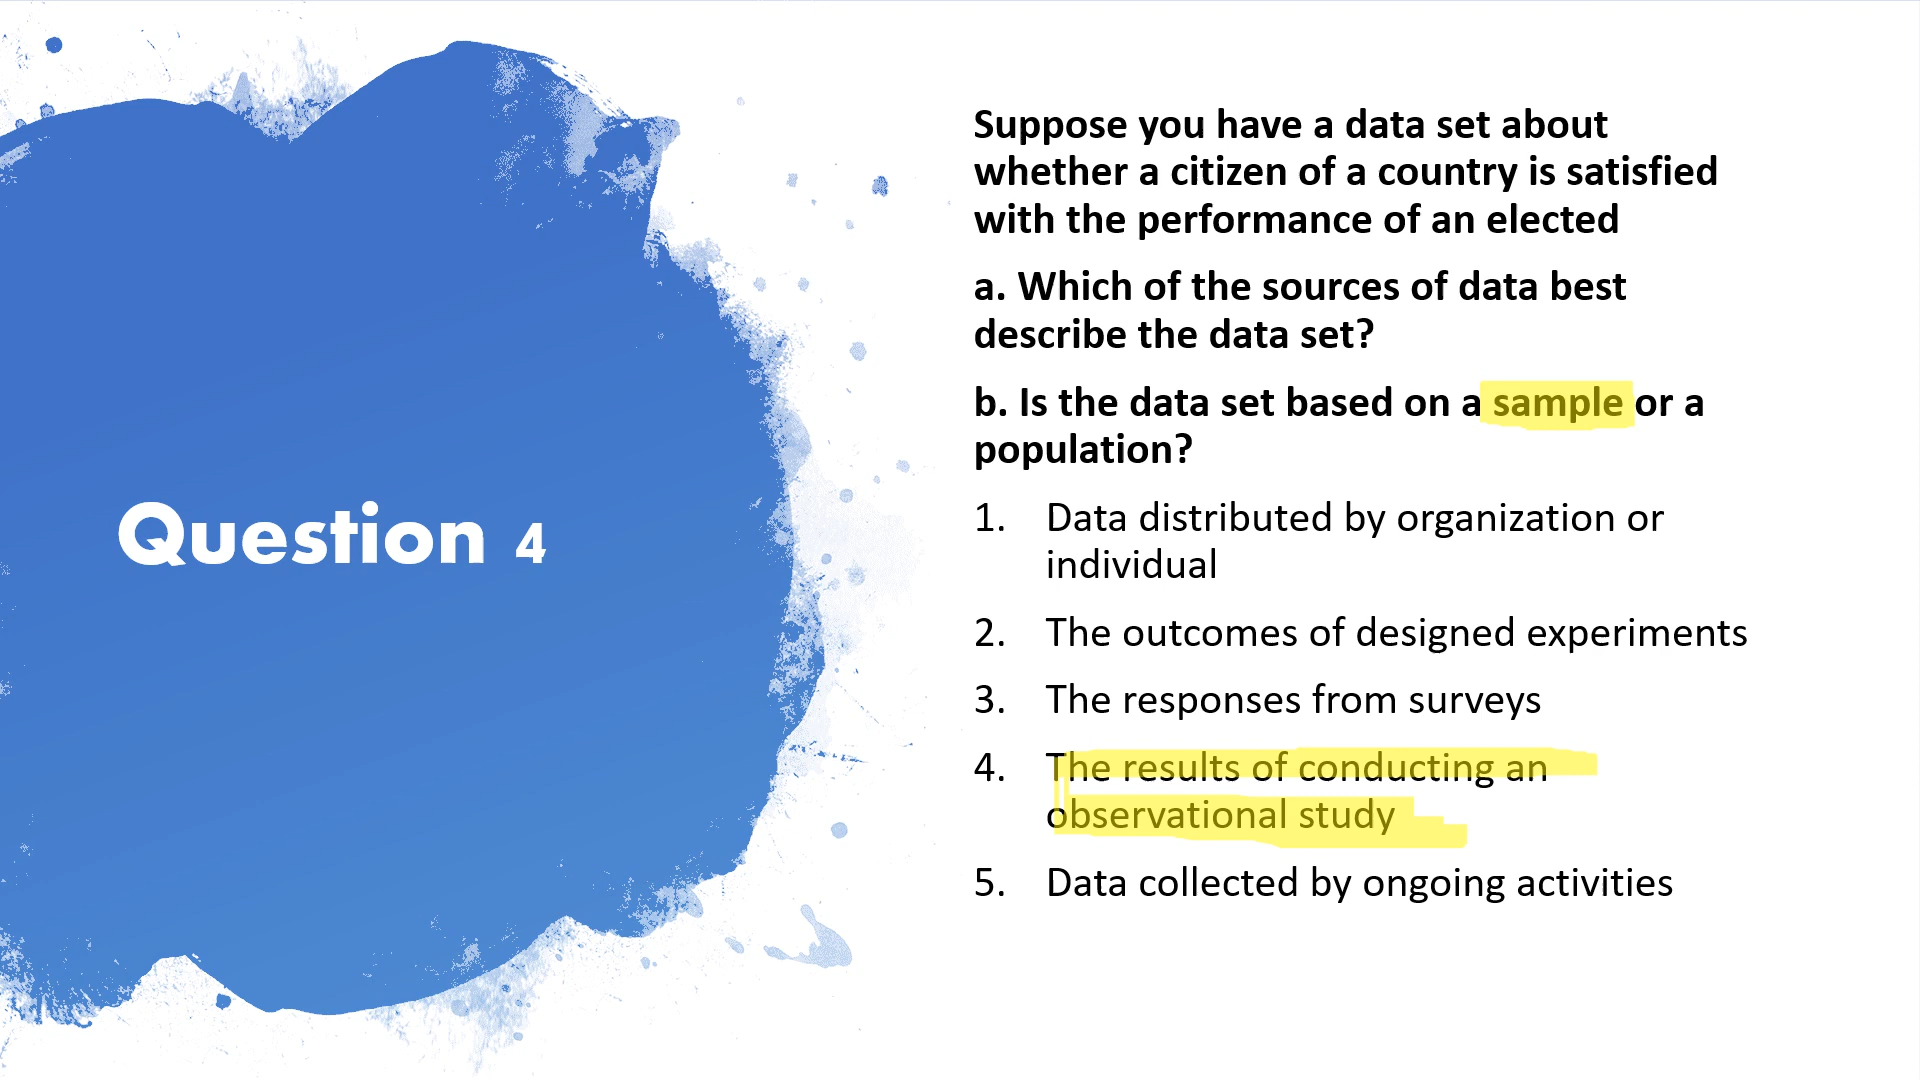 Question 4
Suppose you have a data set about
whether a citizen of a country is satisfied
with the performance of an elected
a. Which of the sources of data best
describe the data set?
b. Is the data set based on a sample or a
population?
1. Data distributed by organization or
individual
2. The outcomes of designed experiments
3. The responses from surveys
4. The results of conducting an
observational study
5. Data collected by ongoing activities